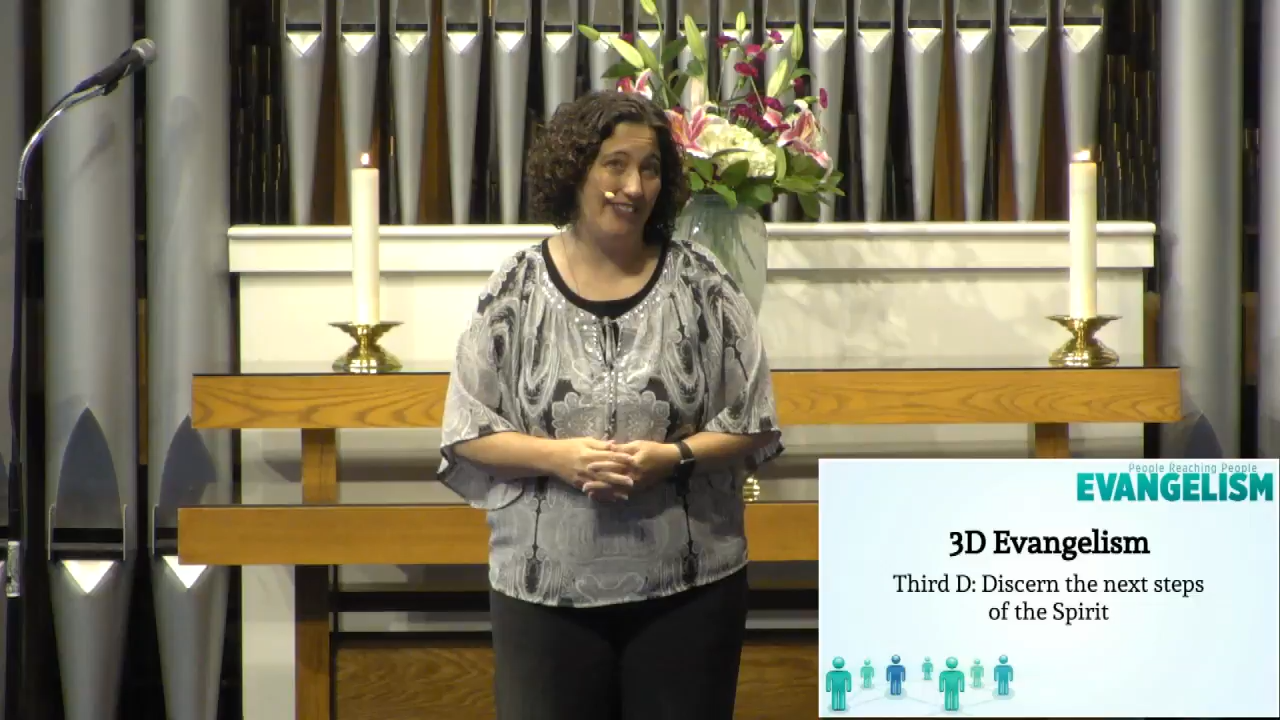 People Reaching People
EVANGELISM
3D Evangelism
Third D: Discern the next steps
of the Spirit